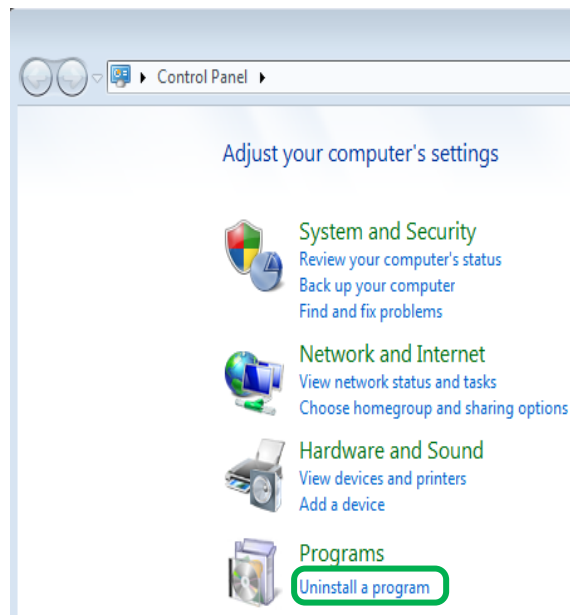 Control Panel
Adjust your computer's settings
System and Security
Review your computer's status
Back up your computer
Find and fix problems
Network and Internet
View network status and tasks
Choose homegroup and sharing options
Hardware and Sound
View devices and printers
Add a device
Programs
Uninstall a program